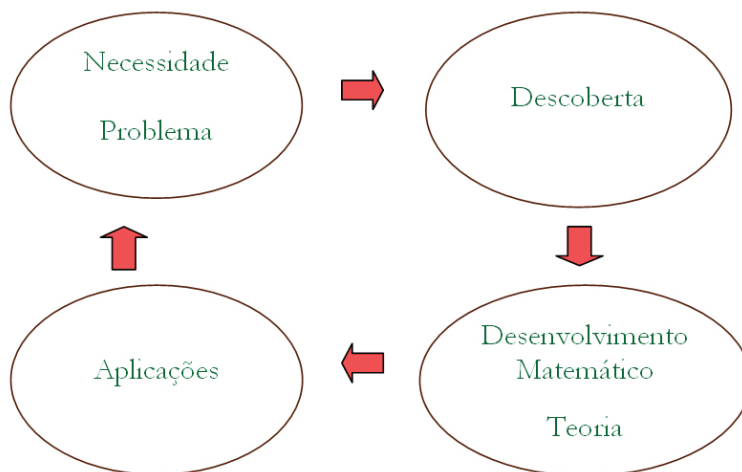 Necessidade
Problema
Descoberta
Desenvolvimento
Matemático
Teoria
Aplicações